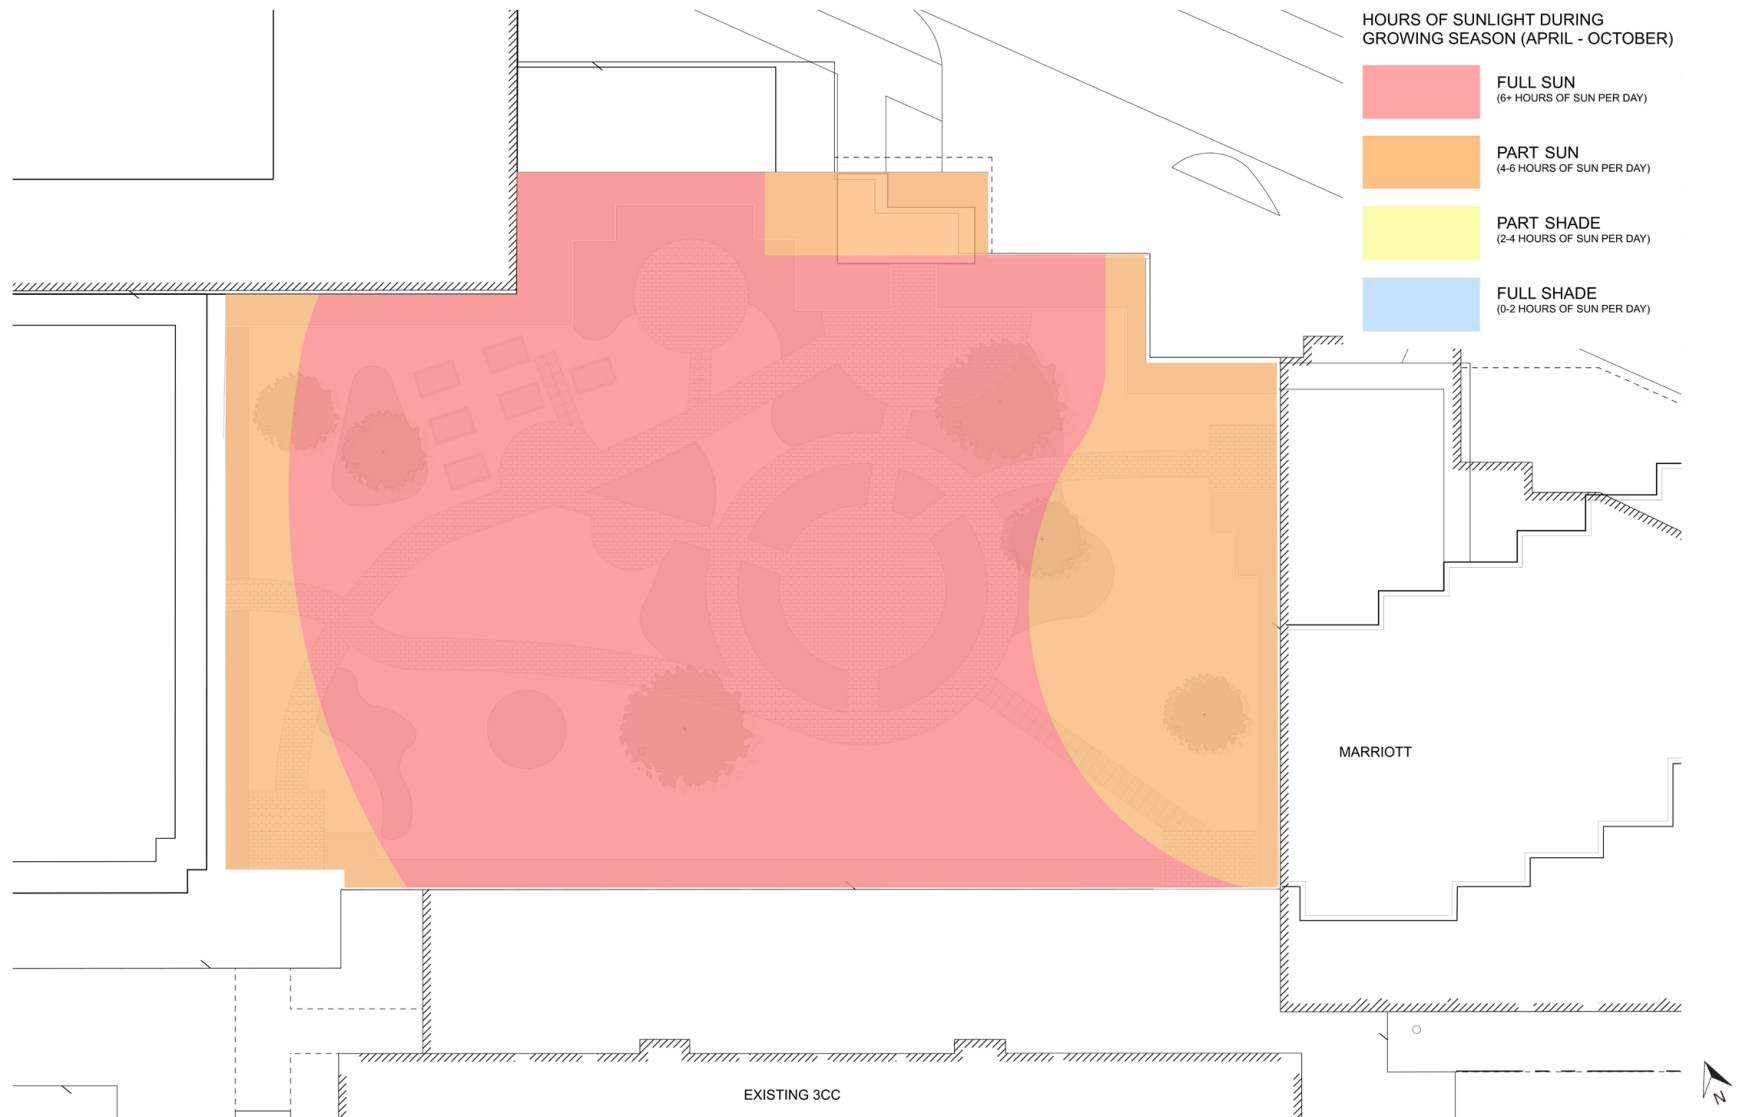 HOURS OF SUNLIGHT DURING
GROWING SEASON (APRIL - OCTOBER)
FULL SUN
(6+ HOURS OF SUN PER DAY)
PART SUN
(4-6 HOURS OF SUN PER DAY)
PART SHADE
(2-4 HOURS OF SUN PER DAY)
FULL SHADE
(0-2 HOURS OF SUN PER DAY)
MARRIOTT
EXISTING 3CC
N